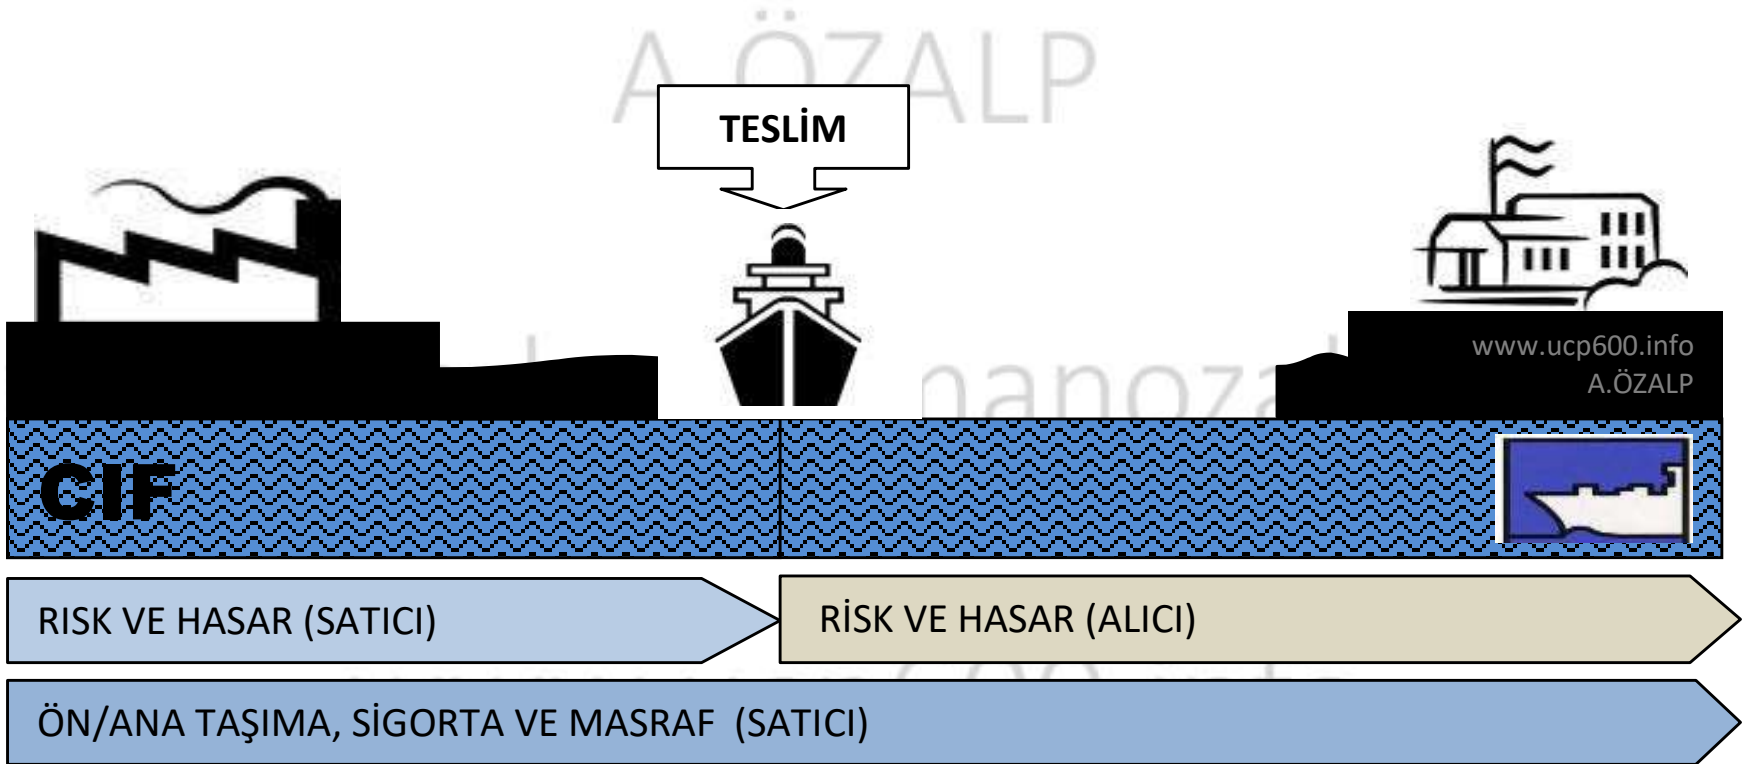 A.ÖZALP
TESLİM
www.ucp600.info
A.ÖZALP
CIF
RISK VE HASAR (SATICI)
RİSK VE HASAR (ALICI)
ÖN/ANA TAŞIMA, SİGORTA VE MASRAF (SATICI)